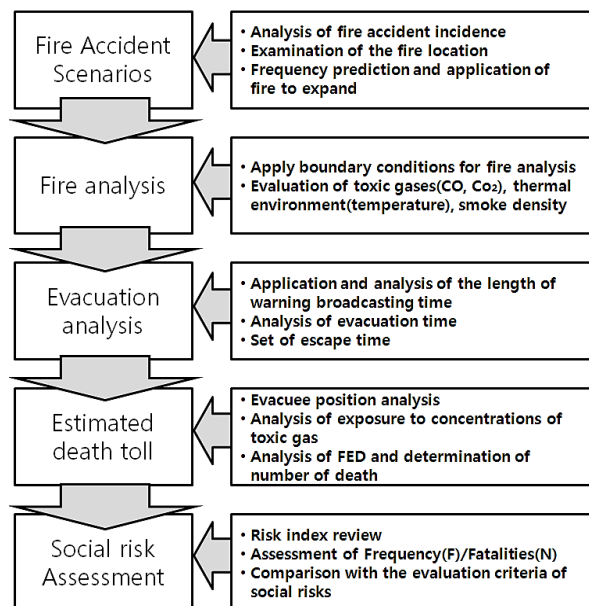 Fire Accident
Scenarios
• Analysis of fire accident incidence
• Examination of the fire location
• Frequency prediction and application of
fire to expand
Fire analysis
• Apply boundary conditions for fire analysis
• Evaluation of toxic gases(CO, Co₂), thermal
environment(temperature), smoke density
Evacuation
analysis
• Application and analysis of the length of
warning broadcasting time
• Analysis of evacuation time
• Set of escape time
Estimated
death toll
• Evacuee position analysis
• Analysis of exposure to concentrations of
toxic gas
• Analysis of FED and determination of
number of death
Social risk
Assessment
• Risk index review
• Assessment of Frequency(F)/Fatalities(N)
• Comparison with the evaluation criteria of
social risks